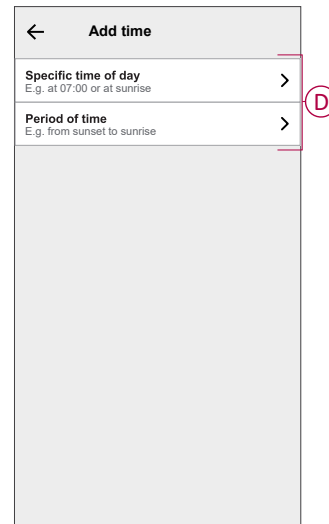 Add time
Specific time of day
E.g. at 07:00 or at sunrise
D
Period of time
E.g. from sunset to sunrise